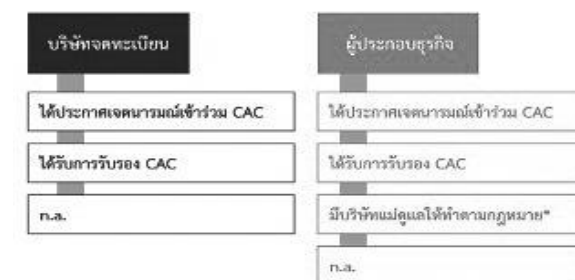 บริษัทจดทะเบียน
ได้ประกาศเจตนารมณ์เข้าร่วม CAC
ได้รับการรับรอง CAC
n.a.
ผู้ประกอบธุรกิจ
ได้ประกาศเจตนารมณ์เข้าร่วม CAC
ได้รับการรับรอง CAC
มีบริษัทแม่ดูแลให้ทำตามกฎหมาย*
n.a.